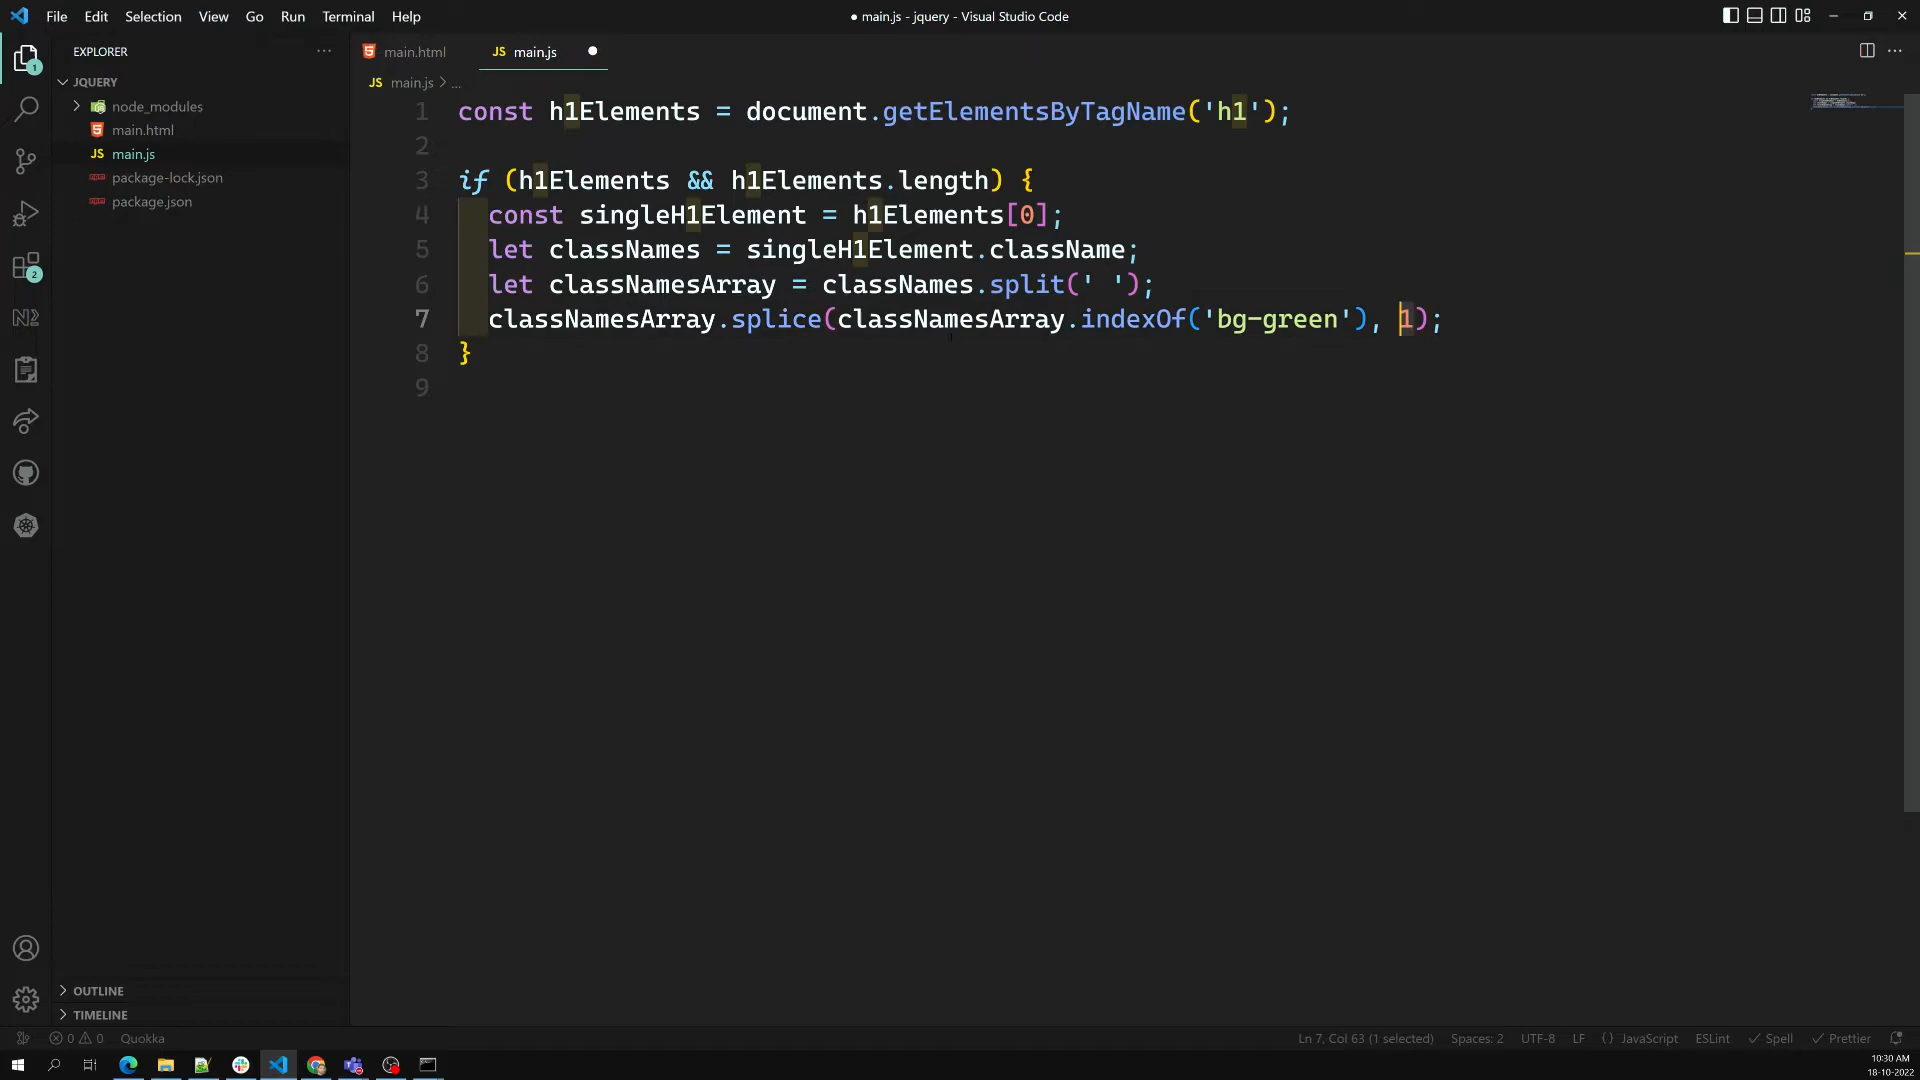 File Edit Selection View Go Run Terminal Help
● main.js - jquery - Visual Studio Code
EXPLORER
JQUERY
node_modules
main.html
JS main.js
package-lock.json
package.json
OUTLINE
TIMELINE
1
2
N
main.html
JS main.js
JS main.js > ...
1 const h1Elements = document.getElementsByTagName('h1');
2
3 if (h1Elements && h1Elements.length) {
4 const singleH1Element = h1Elements[0];
5 let classNames = singleH1Element.className;
6 let classNamesArray = classNames.split(' ');
7 classNamesArray.splice(classNamesArray.indexOf('bg-green'), 1);
8 }
9
0 0 Quokka
Ln 7, Col 63 (1 selected) Spaces: 2 UTF-8 LF {} JavaScript ESLint ✓ Spell ✓ Prettier
10:30 AM
18-10-2022